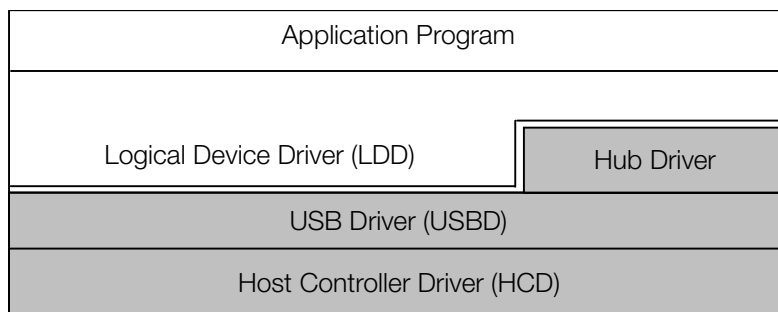 Application Program
Logical Device Driver (LDD)
Hub Driver
USB Driver (USBD)
Host Controller Driver (HCD)